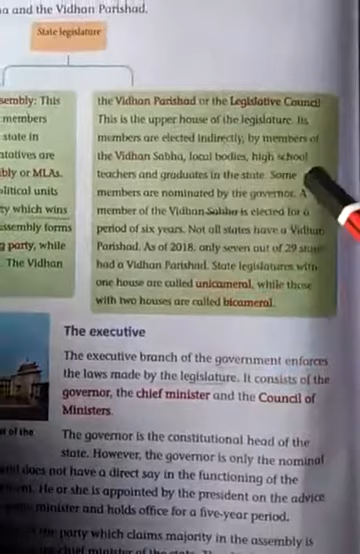 a and the Vidhan Parishad.
State legislature
sembly: This
members
state in
ntatives are
bly or MLAs.
olitical units
ty which wins
assembly forms
g party, while
The Vidhan
the Vidhan Parishad or the Legislative Council
This is the upper house of the legislature. Its
members are elected indirectly, by members of
the Vidhan Sabha, local bodies, high school
teachers and graduates in the state. Some
members are nominated by the governor. A
member of the Vidhan Sabha is elected for a
period of six years. Not all states have a Vidhan
Parishad. As of 2018, only seven out of 29 state
had a Vidhan Parishad. State legislatures with
one house are called unicameral, while those
with two houses are called bicameral.
The executive
The executive branch of the government enforces
the laws made by the legislature. It consists of the
governor, the chief minister and the Council of
Ministers.
t of the
The governor is the constitutional head of the
state. However, the governor is only the nominal
and does not have a direct say in the functioning of the
He or she is appointed by the president on the advice
minister and holds office for a five-year period.
the party which claims majority in the assembly is
chief minister of the state.